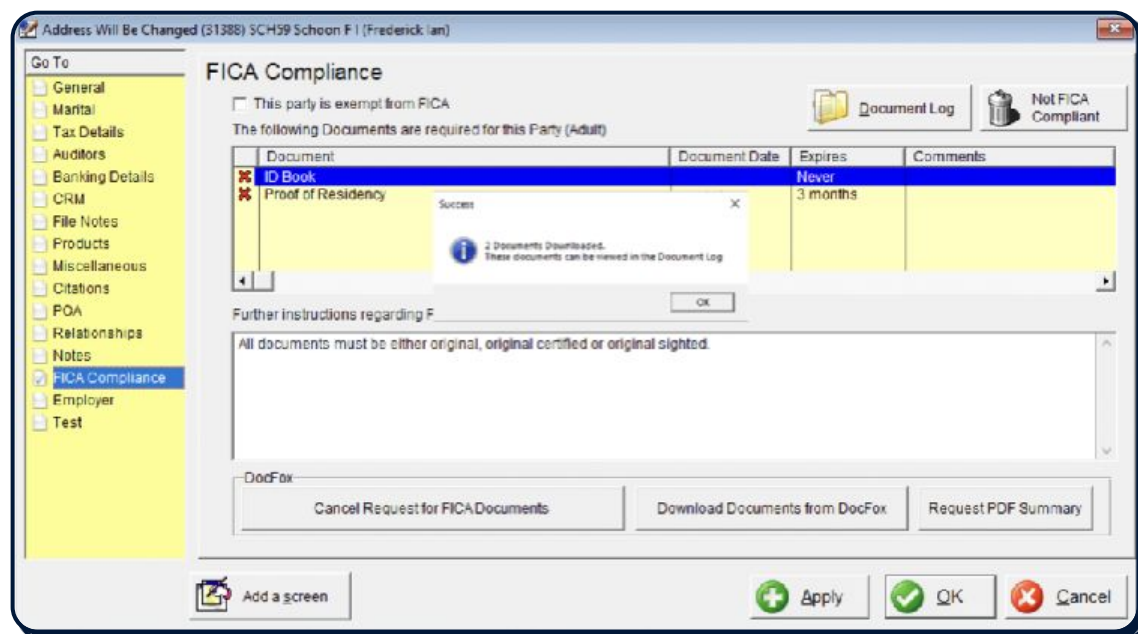 Address Will Be Changed (31388) SCH59 Schoon F I (Frederick Ian)
Go To
General
Marital
Tax Details
Auditors
Banking Details
CRM
File Notes
Products
Miscellaneous
Citations
POA
Relationships
Notes
FICA Compliance
Employer
Test
FICA Compliance
This party is exempt from FICA
Document Log
Not FICA
Compliant
The following Documents are required for this Party (Adult)
Document Document Date Expires Comments
ID Book Never
Proof of Residency 3 months
Success
2 Documents Downloaded.
These documents can be viewed in the Document Log
OK
Further instructions regarding F
All documents must be either original, original certified or original sighted.
DocFox
Cancel Request for FICA Documents Download Documents from DocFox Request PDF Summary
Add a screen Apply OK Cancel